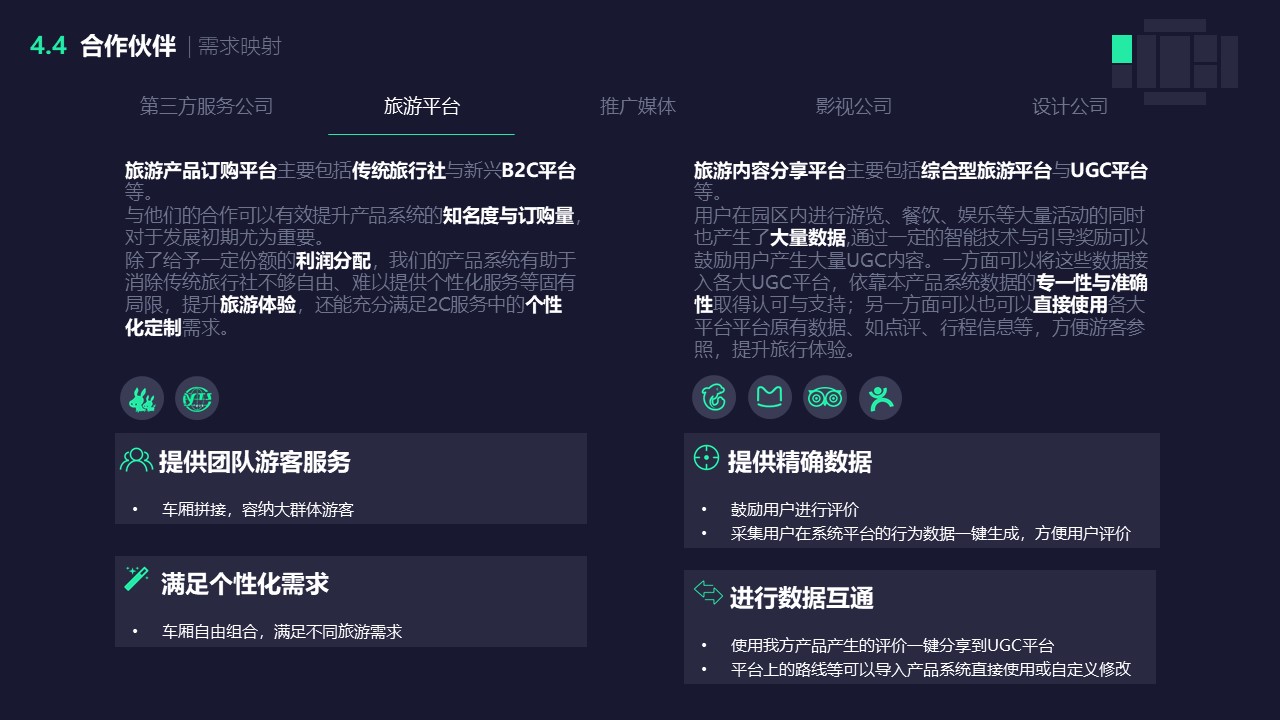 4.4 合作伙伴 | 需求映射
第三方服务公司 旅游平台 推广媒体 影视公司 设计公司
旅游产品订购平台主要包括传统旅行社与新兴B2C平台
等。
与他们的合作可以有效提升产品系统的知名度与订购量，
对于发展初期尤为重要。
除了给予一定份额的利润分配，我们的产品系统有助于
消除传统旅行社不够自由、难以提供个性化服务等固有
局限，提升旅游体验，还能充分满足2C服务中的个性
化定制需求。
提供团队游客服务
• 车厢拼接，容纳大群体游客
满足个性化需求
• 车厢自由组合，满足不同旅游需求
旅游内容分享平台主要包括综合型旅游平台与UGC平台
等。
用户在园区内进行游览、餐饮、娱乐等大量活动的同时
也产生了大量数据,通过一定的智能技术与引导奖励可以
鼓励用户产生大量UGC内容。一方面可以将这些数据接
入各大UGC平台，依靠本产品系统数据的专一性与准确
性取得认可与支持；另一方面可以也可以直接使用各大
平台平台原有数据、如点评、行程信息等，方便游客参
照，提升旅行体验。
提供精确数据
• 鼓励用户进行评价
• 采集用户在系统平台的行为数据一键生成，方便用户评价
进行数据互通
• 使用我方产品产生的评价一键分享到UGC平台
• 平台上的路线等可以导入产品系统直接使用或自定义修改